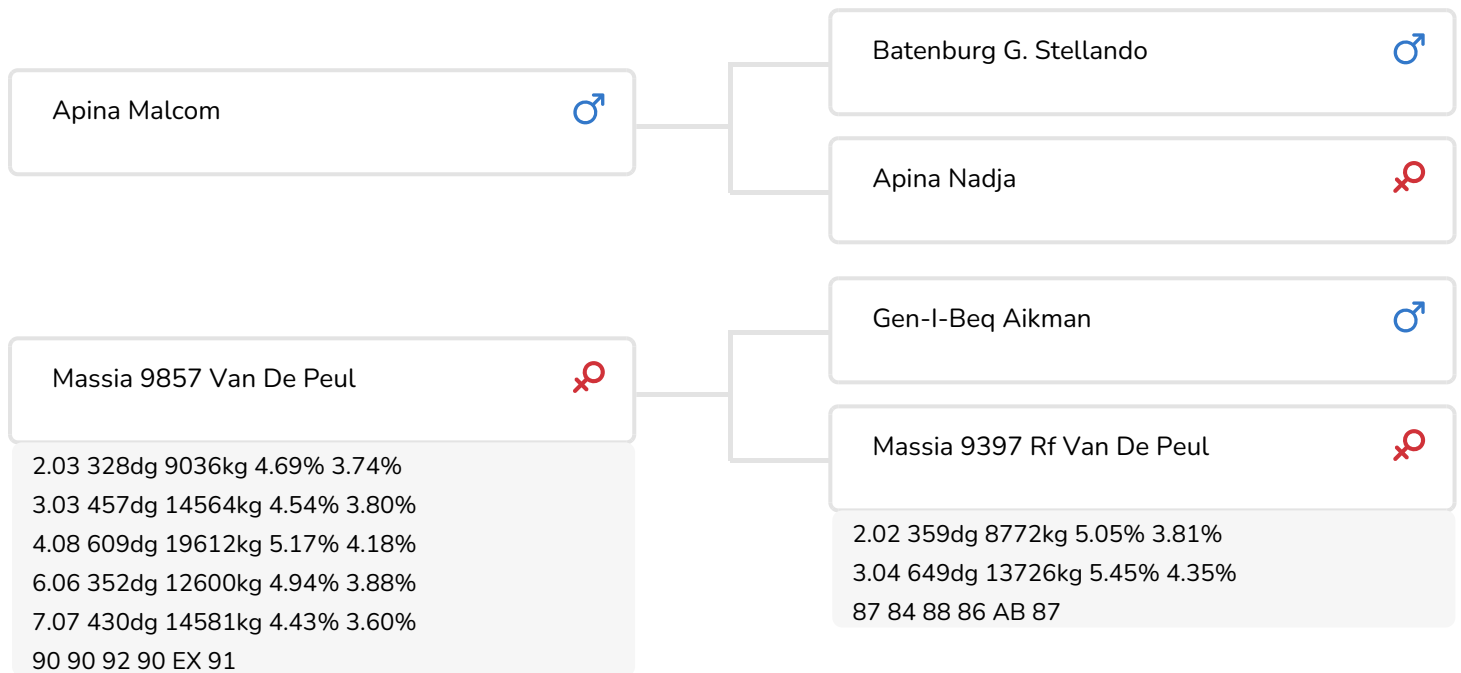 Apina Malcom
Massia 9857 Van De Peul
2.03 328dg 9036kg 4.69% 3.74%
3.03 457dg 14564kg 4.54% 3.80%
4.08 609dg 19612kg 5.17% 4.18%
6.06 352dg 12600kg 4.94% 3.88%
7.07 430dg 14581kg 4.43% 3.60%
90 90 92 90 EX 91
Batenburg G. Stellando
Apina Nadja
Gen-I-Beq Aikman
Massia 9397 Rf Van De Peul
2.02 359dg 8772kg 5.05% 3.81%
3.04 649dg 13726kg 5.45% 4.35%
87 84 88 86 AB 87